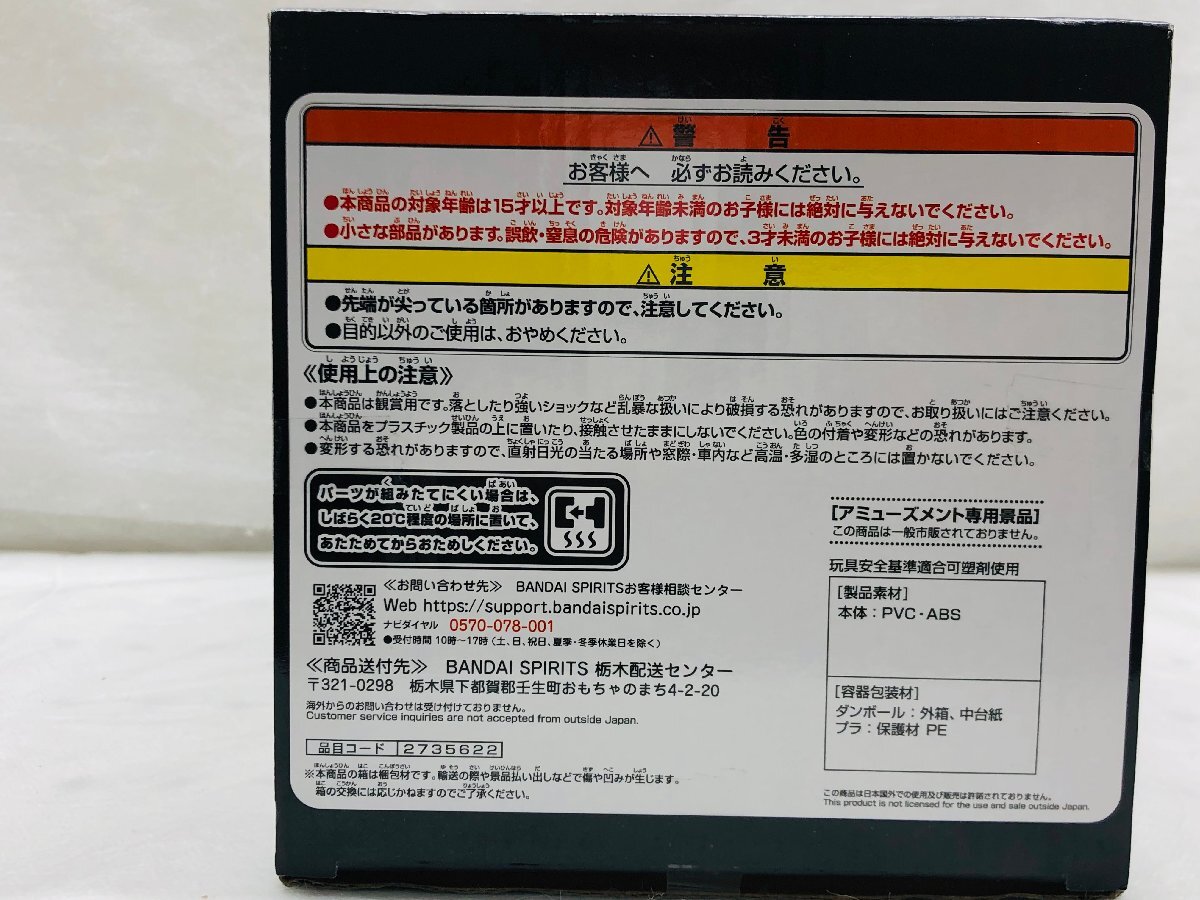 ⚠警告
お客様へ 必ずお読みください。
●本商品の対象年齢は15才以上です。対象年齢未満のお子様には絶対に与えないでください。
●小さな部品があります。誤飲・窒息の危険がありますので、3才未満のお子様には絶対に与えないでください。
⚠注意
●先端が尖っている箇所がありますので、注意してください。
●目的以外のご使用は、おやめください。
≪使用上の注意≫
●本商品は観賞用です。落としたり強いショックなど乱暴な扱いにより破損する恐れがありますので、お取り扱いにはご注意ください。
●本商品をプラスチック製品の上に置いたり、接触させたままにしないでください。色の付着や変形などの恐れがあります。
●変形する恐れがありますので、直射日光の当たる場所や窓際・車内など高温・多湿のところには置かないでください。
パーツが組みたてにくい場合は、
しばらく20℃程度の場所に置いて、
あたためてからおためしください。
≪お問い合わせ先≫ BANDAI SPIRITSお客様相談センター
Web https://support.bandaispirits.co.jp
ナビダイヤル 0570-078-001
●受付時間 10時〜17時（土、日、祝日、夏季・冬季休業日を除く）
≪商品送付先≫ BANDAI SPIRITS 栃木配送センター
〒321-0298 栃木県下都賀郡壬生町おもちゃのまち4-2-20
海外からのお問い合わせは受け付けておりません。
Customer service inquiries are not accepted from outside Japan.
品目コード 2735622
※本商品の箱は梱包材です。輸送の際や景品払い出しなどで傷や凹みが生じます。
箱の交換には応じかねますのでご了承ください。
[アミューズメント専用景品]
この商品は一般市販されておりません。
玩具安全基準適合可塑剤使用
[製品素材]
本体：PVC・ABS
[容器包装材]
ダンボール：外箱、中台紙
プラ：保護材 PE
この商品は日本国外での使用及び販売は許諾されておりません。
This product is not licensed for the use and sale outside Japan.